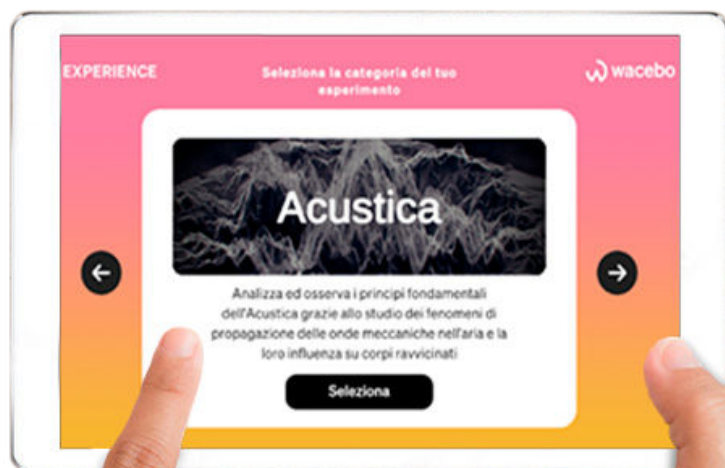 EXPERIENCE
Seleziona la categoria del tuo
esperimento
wacebo
Acustica
Analizza ed osserva i principi fondamentali
dell'Acustica grazie allo studio dei fenomeni di
propagazione delle onde meccaniche nell'aria e la
loro influenza su corpi ravvicinati
Seleziona